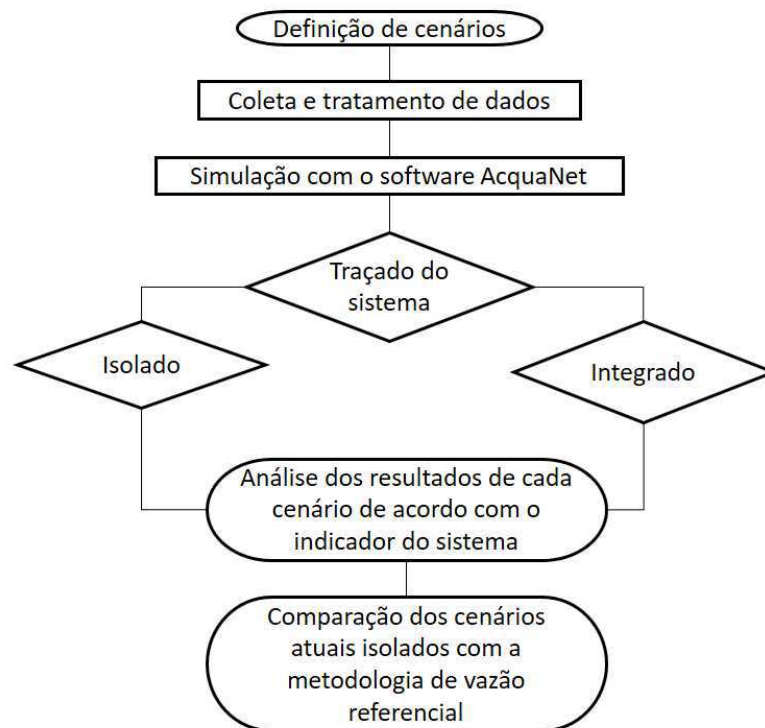 Definição de cenários
Coleta e tratamento de dados
Simulação com o software AcquaNet
Traçado do
sistema
Isolado
Integrado
Análise dos resultados de cada
cenário de acordo com o
indicador do sistema
Comparação dos cenários
atuais isolados com a
metodologia de vazão
referencial